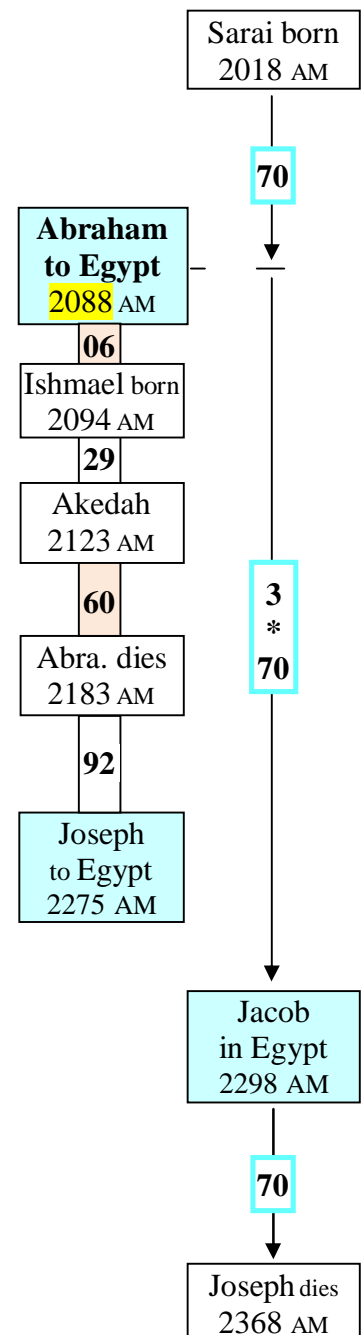 Sarai born
2018 AM
70
Abraham
to Egypt
2088 AM
06
Ishmael born
2094 AM
29
Akedah
2123 AM
60
3
*
70
Abra. dies
2183 AM
92
Joseph
to Egypt
2275 AM
Jacob
in Egypt
2298 AM
70
Joseph dies
2368 AM